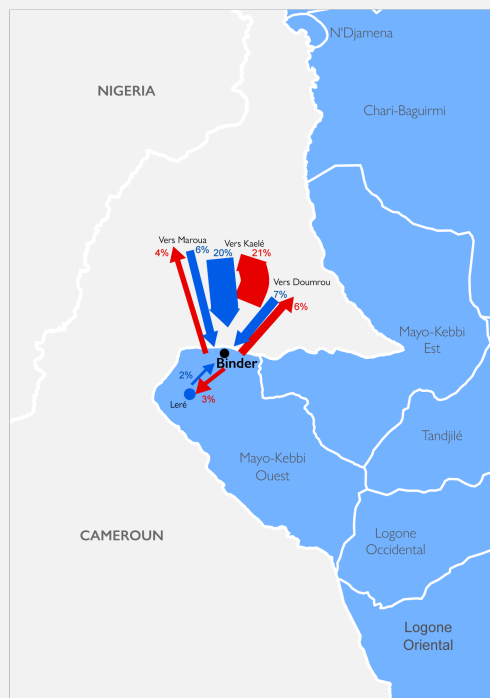 N'Djamena
NIGERIA
Chari-Baguirmi
Vers Maroua
Vers Kaelé
4%
6%
20%
21%
Vers Doumrou
7%
6%
Mayo-Kebbi
Est
Binder
2%
3%
Leré
Tandjilé
Mayo-Kebbi
Ouest
CAMEROUN
Logone
Occidental
Logone
Oriental